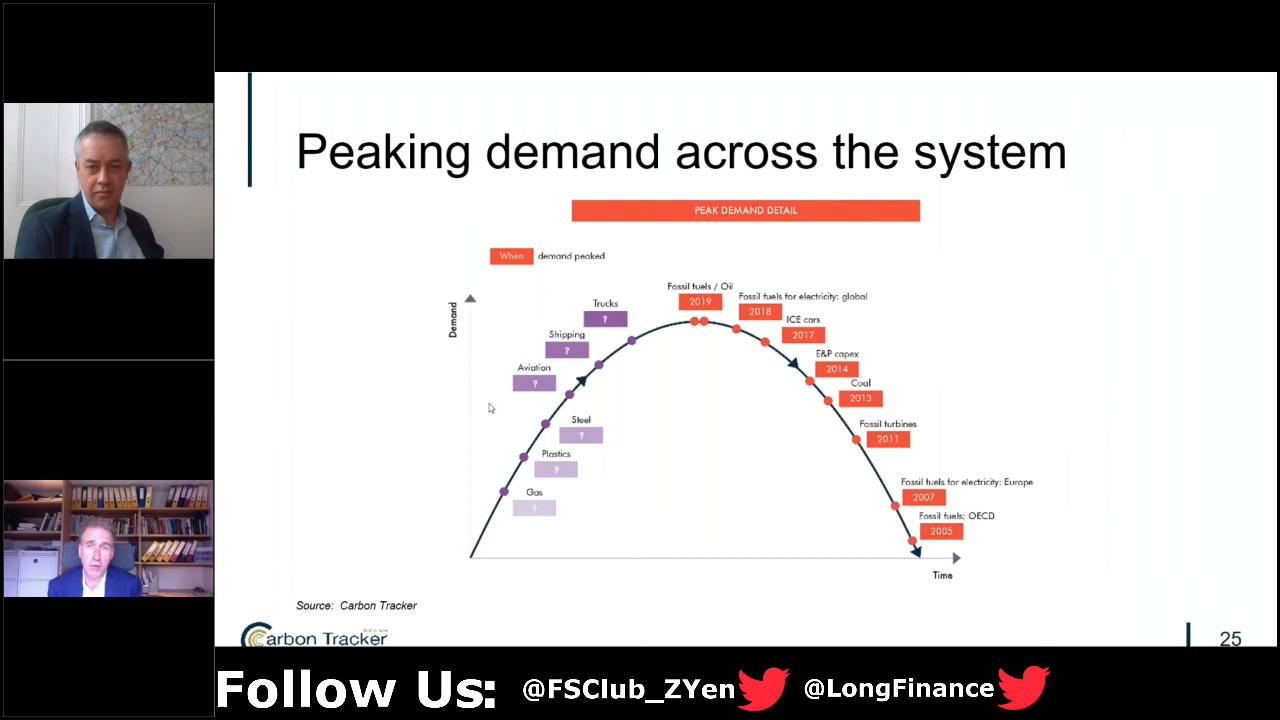 Peaking demand across the system
PEAK DEMAND DETAIL
When demand peaked
Demand
Fossil fuels / Oil
2019
Fossil fuels for electricity: global
2018
Trucks
?
ICE cars
2017
Shipping
?
E&P capex
2014
Aviation
?
Coal
2013
Steel
?
Fossil turbines
2011
Plastics
?
Gas
?
Fossil fuels for electricity: Europe
2007
Fossil fuels: OECD
2005
Time
Source: Carbon Tracker
Carbon Tracker
25
Follow Us: @FSClub_ZYen @LongFinance